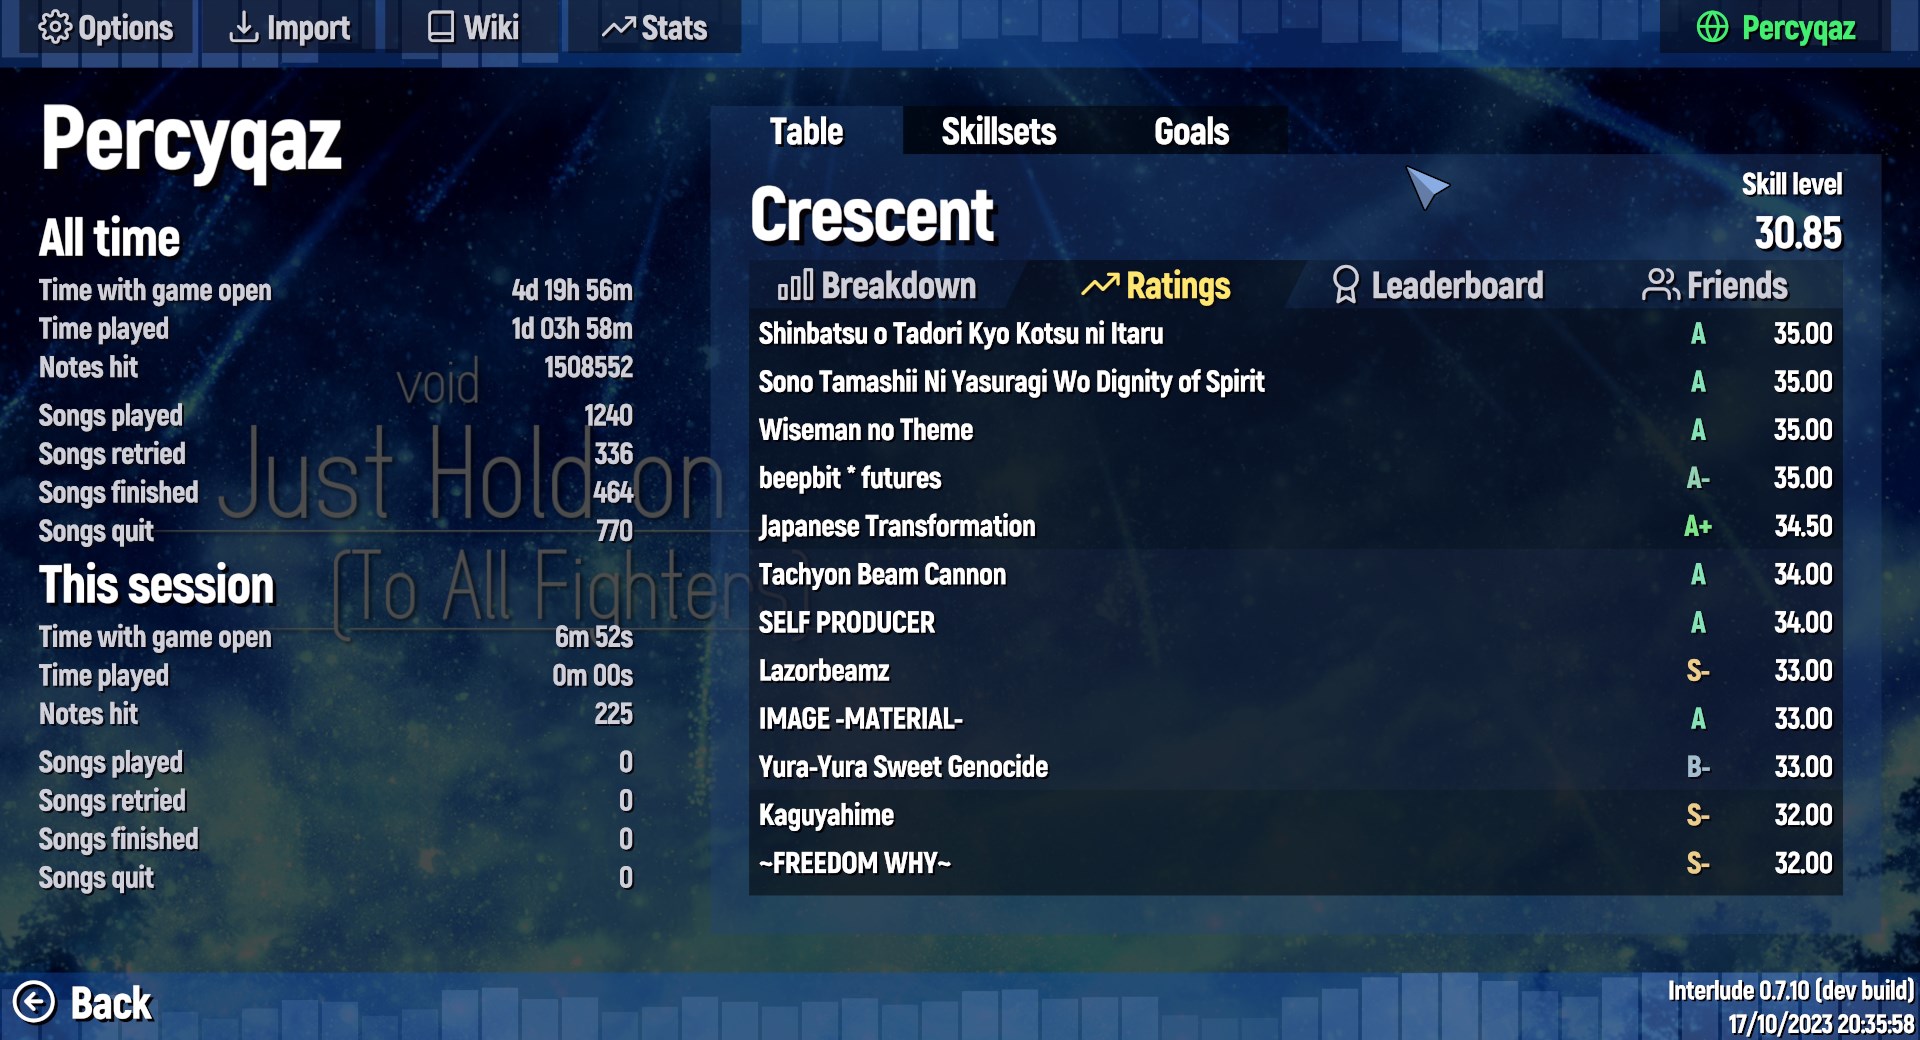 Options Import Wiki Stats Percyqaz
Percyqaz
All time
Time with game open 4d 19h 56m
Time played 1d 03h 58m
Notes hit 1508552
Songs played 1240
Songs retried 336
Songs finished 464
Songs quit 770
This session
Time with game open 6m 52s
Time played 0m 00s
Notes hit 225
Songs played 0
Songs retried 0
Songs finished 0
Songs quit 0
void
Just Hold on
(To All Fighters)
Table Skillsets Goals
Crescent
Skill level
30.85
Breakdown Ratings Leaderboard Friends
Shinbatsu o Tadori Kyo Kotsu ni Itaru A 35.00
Sono Tamashii Ni Yasuragi Wo Dignity of Spirit A 35.00
Wiseman no Theme A 35.00
beepbit * futures A- 35.00
Japanese Transformation A+ 34.50
Tachyon Beam Cannon A 34.00
SELF PRODUCER A 34.00
Lazorbeamz S- 33.00
IMAGE -MATERIAL- A 33.00
Yura-Yura Sweet Genocide B- 33.00
Kaguyahime S- 32.00
~FREEDOM WHY~ S- 32.00
Back
Interlude 0.7.10 (dev build)
17/10/2023 20:35:58